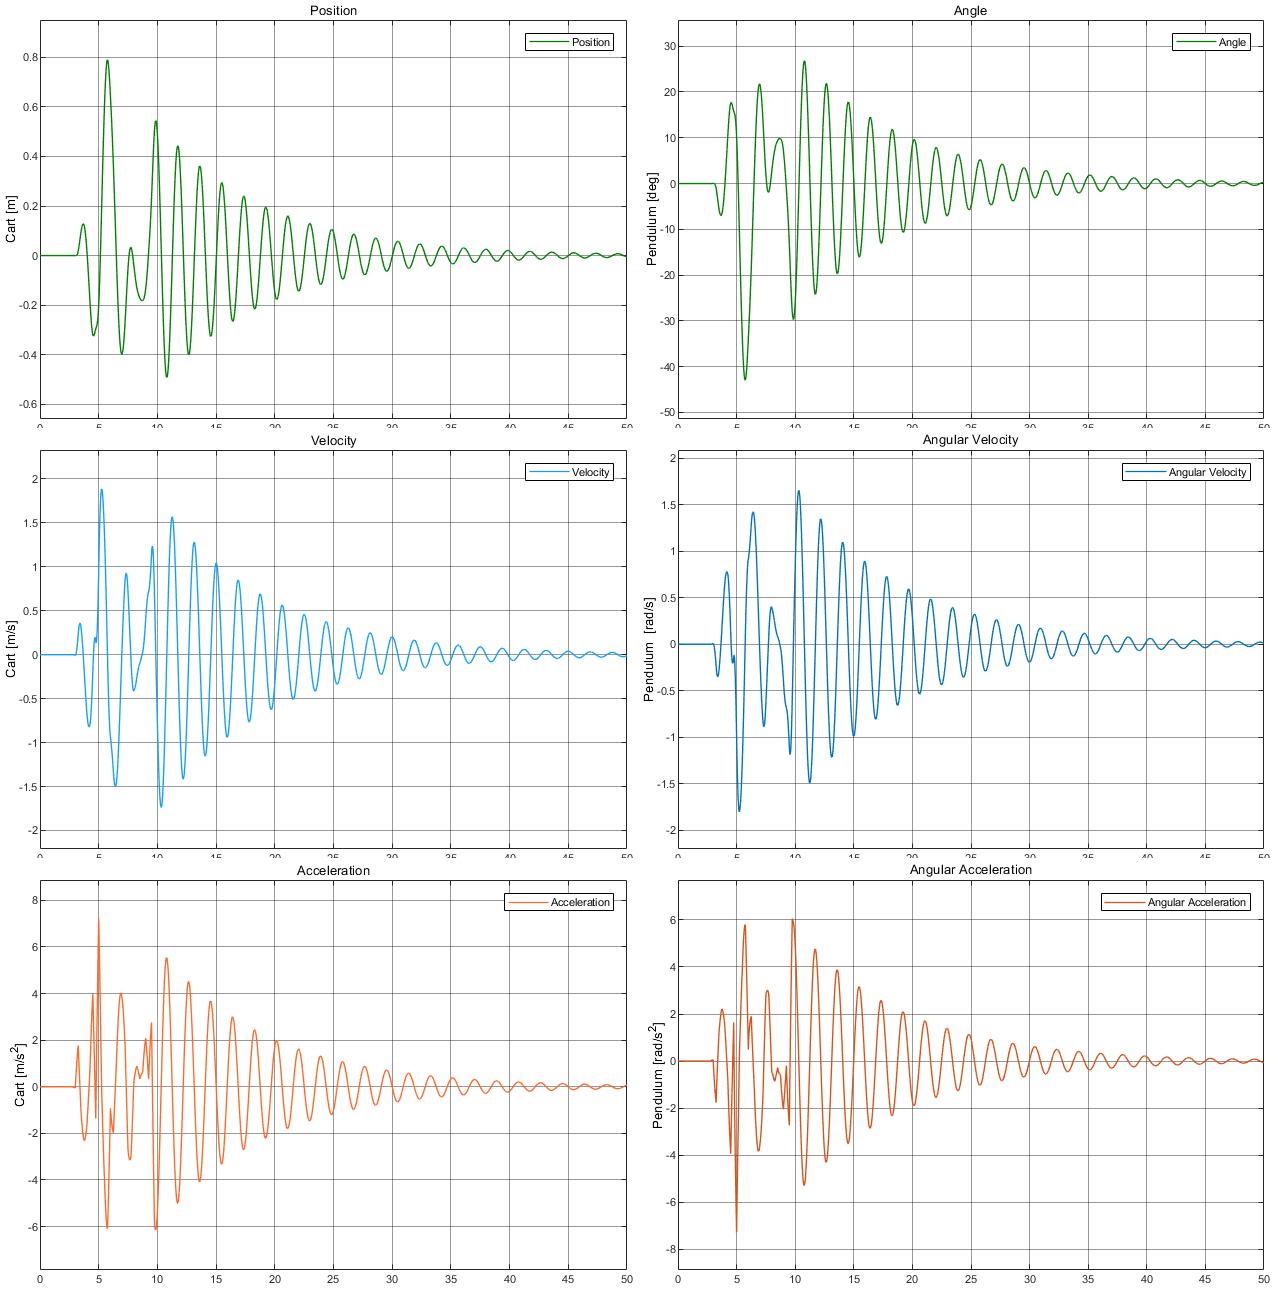 Position
Angle
Position
Angle
0.8
0.6
0.4
0.2
0
-0.2
-0.4
-0.6
Cart [m]
30
20
10
0
-10
-20
-30
-40
-50
Pendulum [deg]
0 5 10 15 20 25 30 35 40 45 50
0 5 10 15 20 25 30 35 40 45 50
Velocity
Angular Velocity
Velocity
Angular Velocity
2
1.5
1
0.5
0
-0.5
-1
-1.5
-2
Cart [m/s]
2
1.5
1
0.5
0
-0.5
-1
-1.5
-2
Pendulum [rad/s]
0 5 10 15 20 25 30 35 40 45 50
0 5 10 15 20 25 30 35 40 45 50
Acceleration
Angular Acceleration
Acceleration
Angular Acceleration
8
6
4
2
0
-2
-4
-6
Cart [m/s²]
6
4
2
0
-2
-4
-6
-8
Pendulum [rad/s²]
0 5 10 15 20 25 30 35 40 45 50
0 5 10 15 20 25 30 35 40 45 50